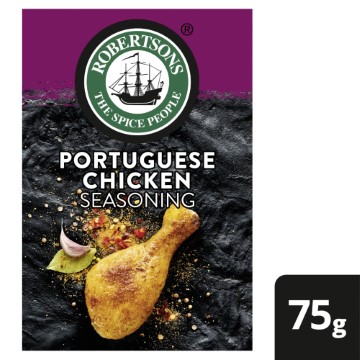 ROBERTSONS
®
THE SPICE PEOPLE
PORTUGUESE
CHICKEN
SEASONING
75g